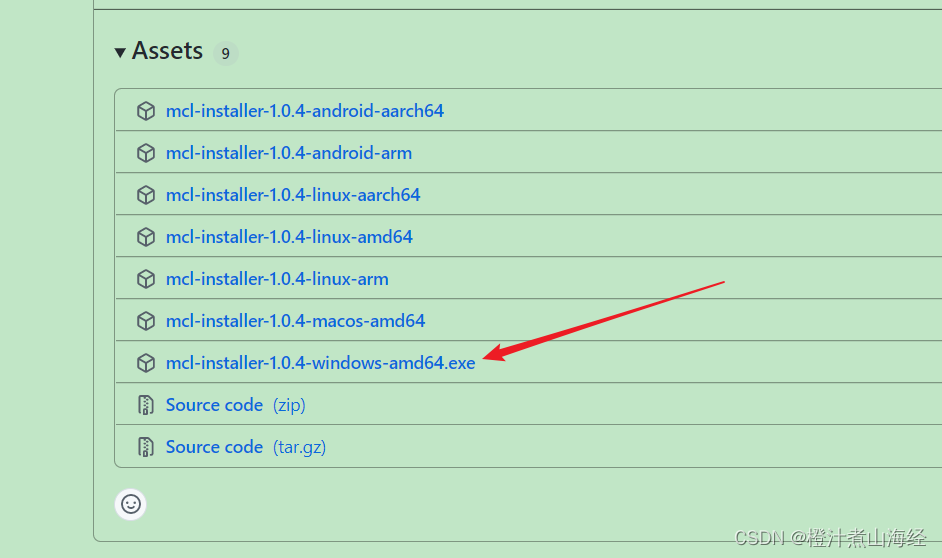 Assets 9
mcl-installer-1.0.4-android-aarch64
mcl-installer-1.0.4-android-arm
mcl-installer-1.0.4-linux-aarch64
mcl-installer-1.0.4-linux-amd64
mcl-installer-1.0.4-linux-arm
mcl-installer-1.0.4-macos-amd64
mcl-installer-1.0.4-windows-amd64.exe
Source code (zip)
Source code (tar.gz)
CSDN @橙汁煮山海经